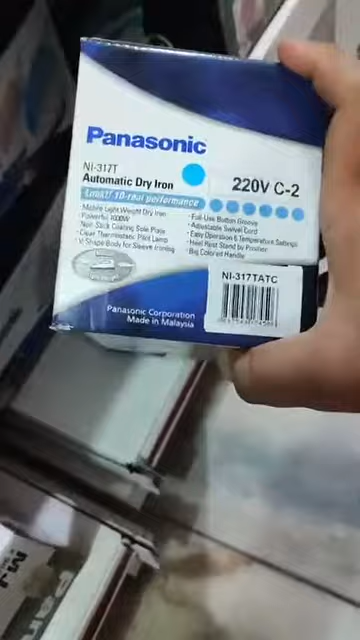 Panasonic
NI-317T
Automatic Dry Iron
220V C-2
Look!! 10-real performance
· Mobile Light Weight Dry Iron
· Powerful 1000W
· Non Stick Coating Sole Plate
· Clear Thermostat Pilot Lamp
· V-Shape Body for Sleeve Ironing
· Full-Use Button Groove
· Adjustable Swivel Cord
· Easy Operation 6 Temperature Settings
· Heel Rest Stand by Position
· Big Colored Handle
NI-317TATC
Panasonic Corporation
Made in Malaysia